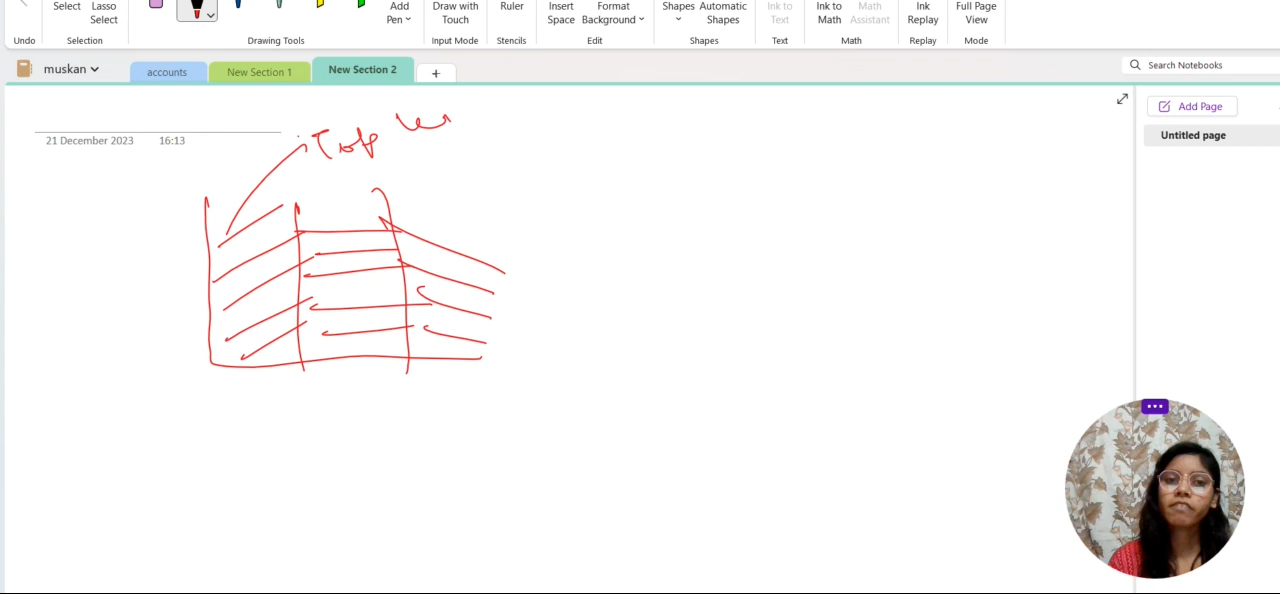 Select Lasso Select
Undo Selection
Drawing Tools
Add Pen
Draw with Touch
Input Mode
Ruler
Stencils
Insert Space Format Background
Edit
Shapes Automatic Shapes
Shapes
Ink to Text
Text
Ink to Math Math Assistant
Math
Ink Replay
Replay
Full Page View
Mode
muskan accounts New Section 1 New Section 2 +
Search Notebooks
Add Page
Untitled page
21 December 2023 16:13